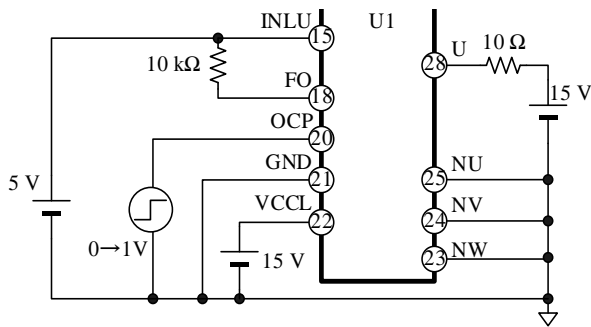 INLU
15
U1
U
28
10 Ω
10 kΩ
FO
18
15 V
OCP
20
GND
21
NU
25
5 V
VCCL
22
NV
24
0→1V
15 V
NW
23